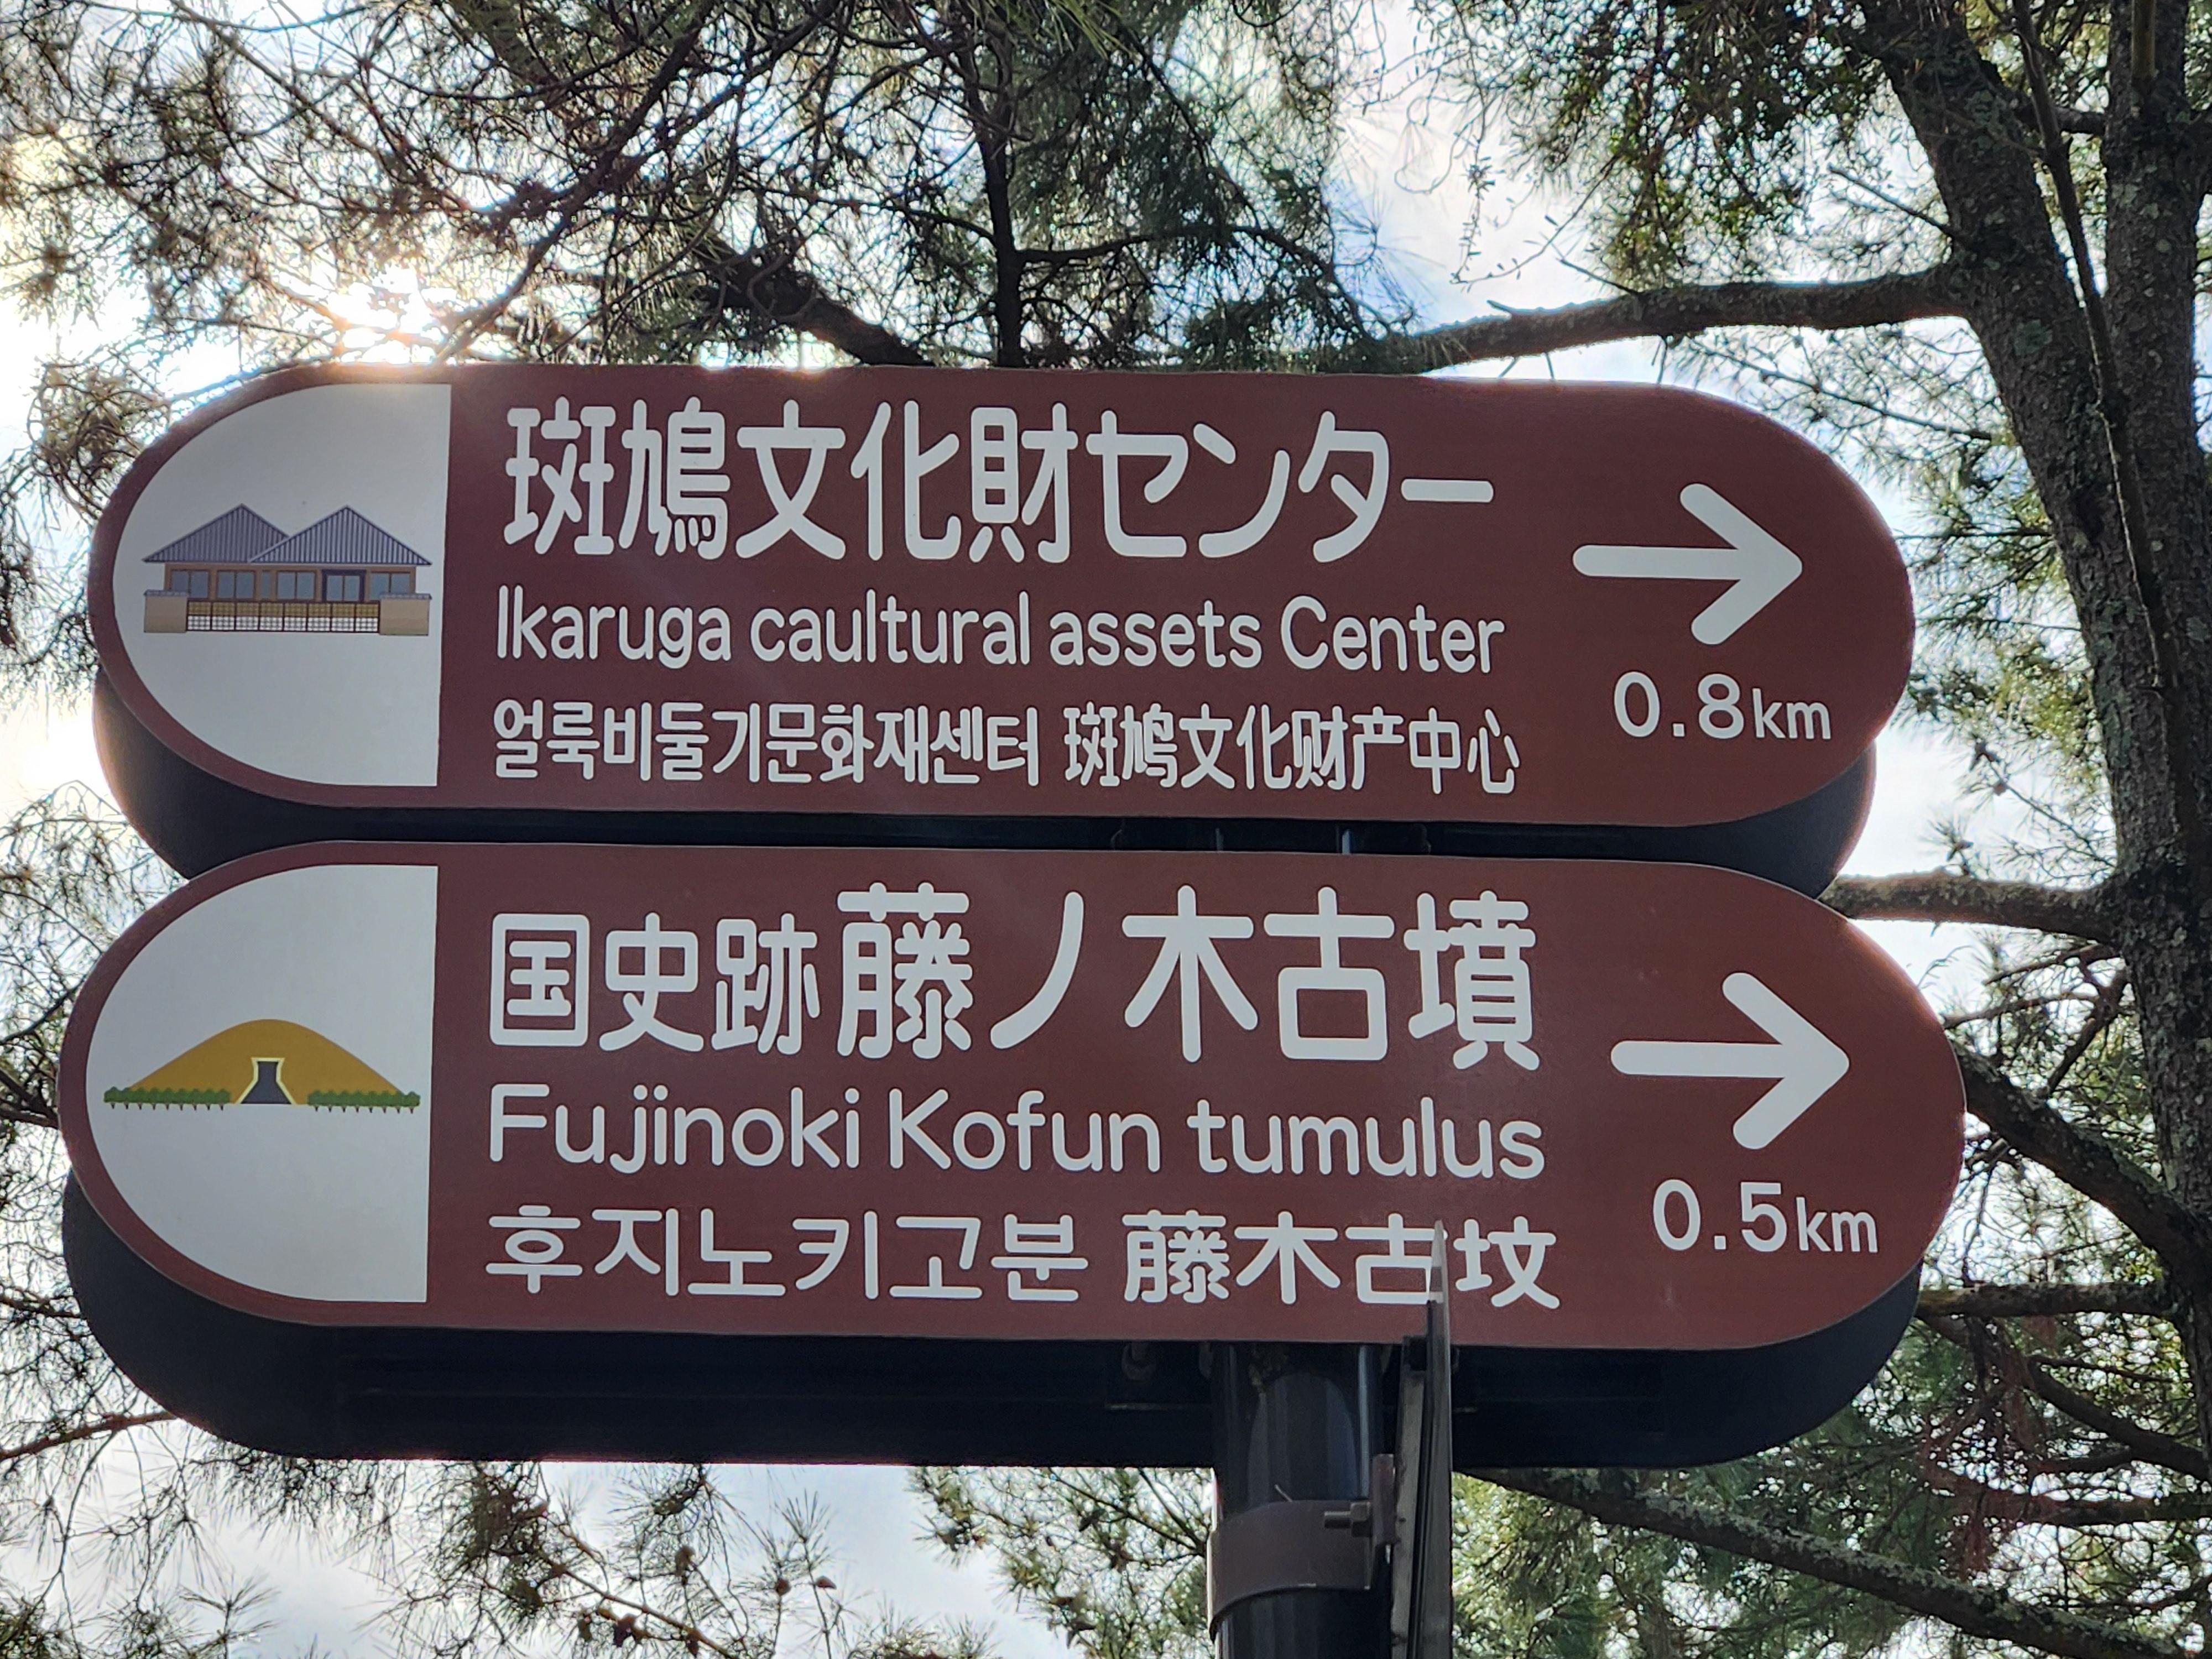 斑鳩文化財センター
Ikaruga caultural assets Center
얼룩비둘기문화재센터 斑鳩文化财产中心
0.8km
国史跡藤ノ木古墳
Fujinoki Kofun tumulus
후지노키고분 藤木古坟
0.5km